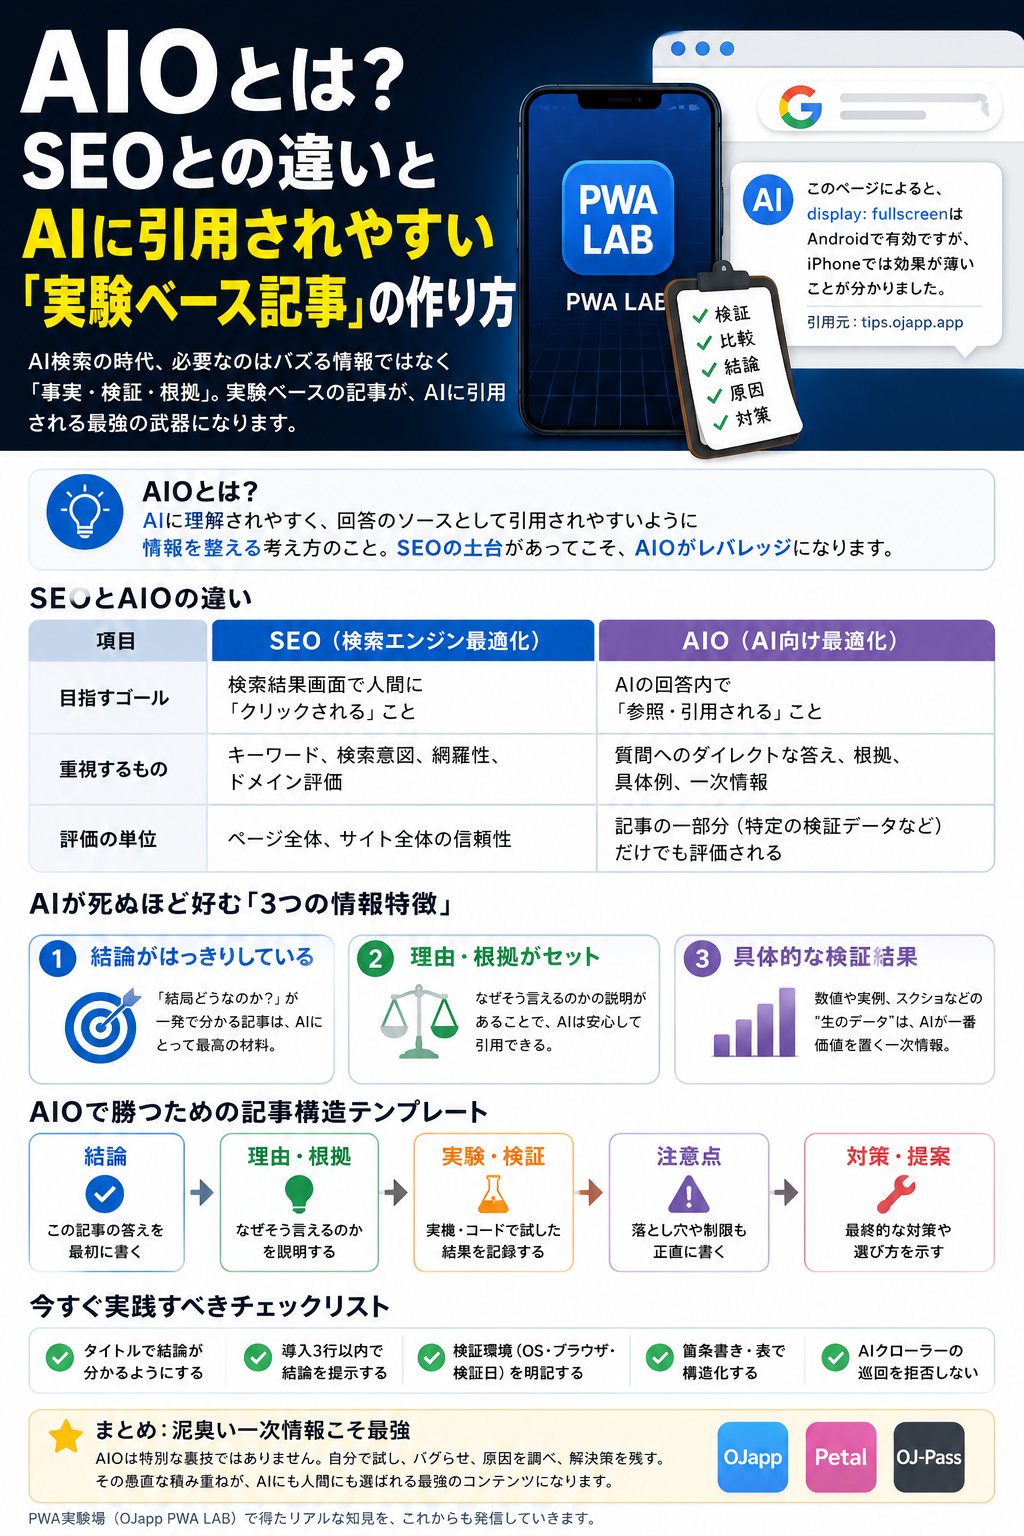 AIOとは?
SEOとの違いと
AIに引用されやすい
「実験ベース記事」の作り方
AI検索の時代、必要なのはバズる情報ではなく
「事実・検証・根拠」。実験ベースの記事が、AIに引用
される最強の武器になります。
PWA
LAB
PWA LAB
検証
比較
結論
原因
対策
G
AI
このページによると、
display: fullscreenは
Androidで有効ですが、
iPhoneでは効果が薄い
ことが分かりました。
引用元：tips.ojapp.app
AIOとは?
AIに理解されやすく、回答のソースとして引用されやすいように
情報を整える考え方のこと。SEOの土台があってこそ、AIOがレバレッジになります。
SEOとAIOの違い
項目 SEO（検索エンジン最適化） AIO（AI向け最適化）
目指すゴール
検索結果画面で人間に
「クリックされる」こと
AIの回答内で
「参照・引用される」こと
重視するもの
キーワード、検索意図、網羅性、
ドメイン評価
質問へのダイレクトな答え、根拠、
具体例、一次情報
評価の単位
ページ全体、サイト全体の信頼性
記事の一部分（特定の検証データなど）
だけでも評価される
AIが死ぬほど好む「3つの情報特徴」
1 結論がはっきりしている
「結局どうなのか?」が
一発で分かる記事は、AIに
とって最高の材料。
2 理由・根拠がセット
なぜそう言えるのかの説明が
あることで、AIは安心して
引用できる。
3 具体的な検証結果
数値や実例、スクショなどの
"生のデータ"は、AIが一番
価値を置く一次情報。
AIOで勝つための記事構造テンプレート
結論
この記事の答えを
最初に書く
理由・根拠
なぜそう言えるのか
を説明する
実験・検証
実機・コードで試した
結果を記録する
注意点
落とし穴や制限も
正直に書く
対策・提案
最終的な対策や
選び方を示す
今すぐ実践すべきチェックリスト
タイトルで結論が
分かるようにする
導入3行以内で
結論を提示する
検証環境（OS・ブラウザ・
検証日）を明記する
箇条書き・表で
構造化する
AIクローラーの
巡回を拒否しない
まとめ：泥臭い一次情報こそ最強
AIOは特別な裏技ではありません。自分で試し、バグらせ、原因を調べ、解決策を残す。
その愚直な積み重ねが、AIにも人間にも選ばれる最強のコンテンツになります。
OJapp
Petal
OJ-Pass
PWA実験場（OJapp PWA LAB）で得たリアルな知見を、これからも発信していきます。